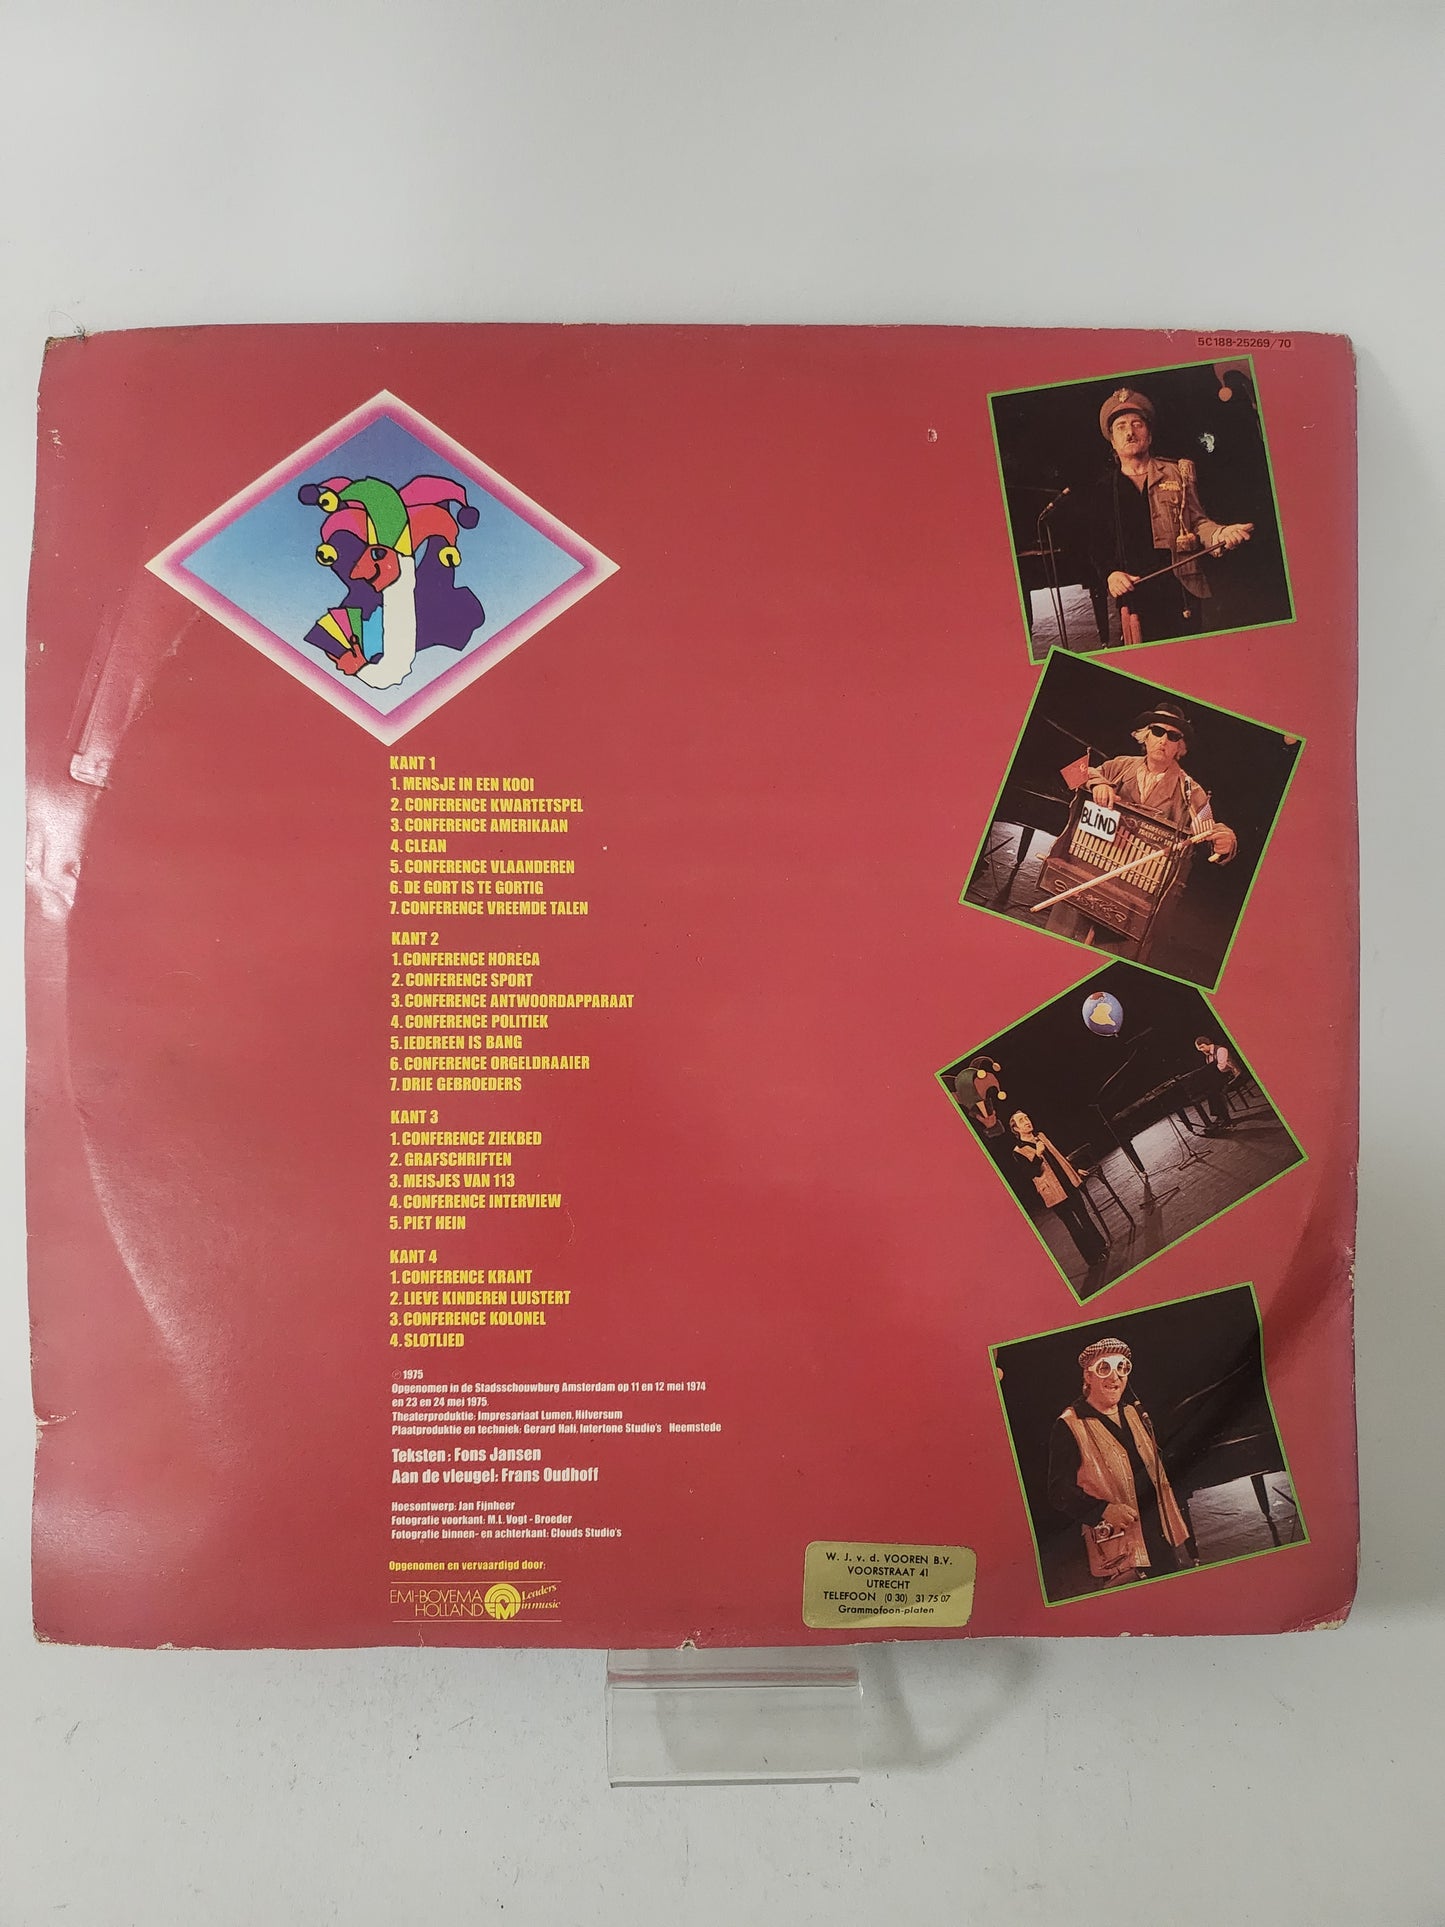 5C188-25269/70
KANT 1
1. MENSJE IN EEN KOOI
2. CONFERENCE KWARTETSPEL
3. CONFERENCE AMERIKAAN
4. CLEAN
5. CONFERENCE VLAANDEREN
6. DE GORT IS TE GORTIG
7. CONFERENCE VREEMDE TALEN
KANT 2
1. CONFERENCE HORECA
2. CONFERENCE SPORT
3. CONFERENCE ANTWOORDAPPARAAT
4. CONFERENCE POLITIEK
5. IEDEREEN IS BANG
6. CONFERENCE ORGELDRAAIER
7. DRIE GEBROEDERS
KANT 3
1. CONFERENCE ZIEKBED
2. GRAFSCHRIFTEN
3. MEISJES VAN 113
4. CONFERENCE INTERVIEW
5. PIET HEIN
KANT 4
1. CONFERENCE KRANT
2. LIEVE KINDEREN LUISTERT
3. CONFERENCE KOLONEL
4. SLOTLIED
℗ 1975
Opgenomen in de Stadsschouwburg Amsterdam op 11 en 12 mei 1974
en 23 en 24 mei 1975.
Theaterproduktie: Impresariaat Lumen, Hilversum
Plaatproduktie en techniek: Gerard Hali, Intertone Studio's Heemstede
Teksten: Fons Jansen
Aan de vleugel: Frans Oudhoff
Hoesontwerp: Jan Fijnheer
Fotografie voorkant: M.L. Vogt - Broeder
Fotografie binnen- en achterkant: Clouds Studio's
Opgenomen en vervaardigd door:
EMI-BOVEMA
HOLLAND
Leaders
in music
BLIND
W. J. v. d. VOOREN B.V.
VOORSTRAAT 41
UTRECHT
TELEFOON (0 30) 31 75 07
Grammofoon-platen